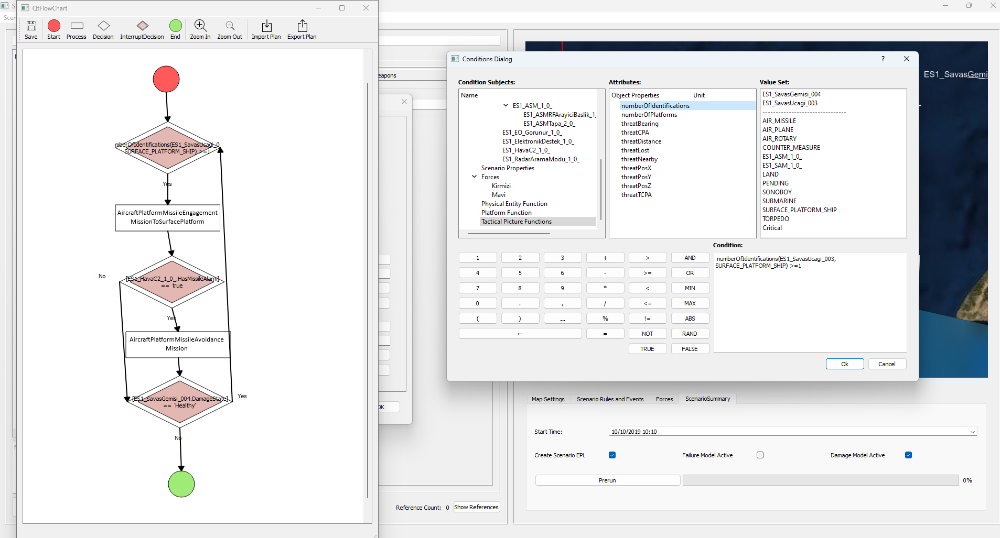 QtFlowChart
Save
Start
Process
Decision
InterruptDecision
End
Zoom In
Zoom Out
Import Plan
Export Plan
mberOfIdentifications(ES1_SavasUcagi_0
SURFACE_PLATFORM_SHIP) >=1
Yes
AircraftPlatformMissileEngagement
MissionToSurfacePlatform
No
[ES1_HavaC2_1_0_.HasMissileAlarm]
== true
Yes
AircraftPlatformMissileAvoidance
Mission
[ES1_SavasGemisi_004.DamageState]
== 'Healthy'
Yes
No
Scen
eapons
OK
Reference Count: 0
Show References
Conditions Dialog
?
Condition Subjects:
Name
ES1_ASM_1_0_
ES1_ASMRFArayiciBaslik_1_
ES1_ASMTapa_2_0_
ES1_EO_Gorunur_1_0_
ES1_ElektronikDestek_1_0_
ES1_HavaC2_1_0_
ES1_RadarAramaModu_1_0_
Scenario Properties
Forces
Kirmizi
Mavi
Physical Entity Function
Platform Function
Tactical Picture Functions
Attributes:
Object Properties Unit
numberOfIdentifications
numberOfPlatforms
threatBearing
threatCPA
threatDistance
threatLost
threatNearby
threatPosX
threatPosY
threatPosZ
threatTCPA
Value Set:
ES1_SavasGemisi_004
ES1_SavasUcagi_003
--------------------------------
AIR_MISSILE
AIR_PLANE
AIR_ROTARY
COUNTER_MEASURE
ES1_ASM_1_0_
ES1_SAM_1_0_
LAND
PENDING
SONOBOY
SUBMARINE
SURFACE_PLATFORM_SHIP
TORPEDO
Critical
1 2 3 + > AND
4 5 6 - >= OR
7 8 9 * < MIN
0 . , / <= MAX
( ) ⎵ % != ABS
← = NOT RAND
TRUE FALSE
Condition:
numberOfIdentifications(ES1_SavasUcagi_003,
SURFACE_PLATFORM_SHIP) >=1
Ok
Cancel
ES1_SavasGemi
Map Settings
Scenario Rules and Events
Forces
ScenarioSummary
Start Time:
10/10/2019 10:10
Create Scenario EPL
Failure Model Active
Damage Model Active
Prerun
0%